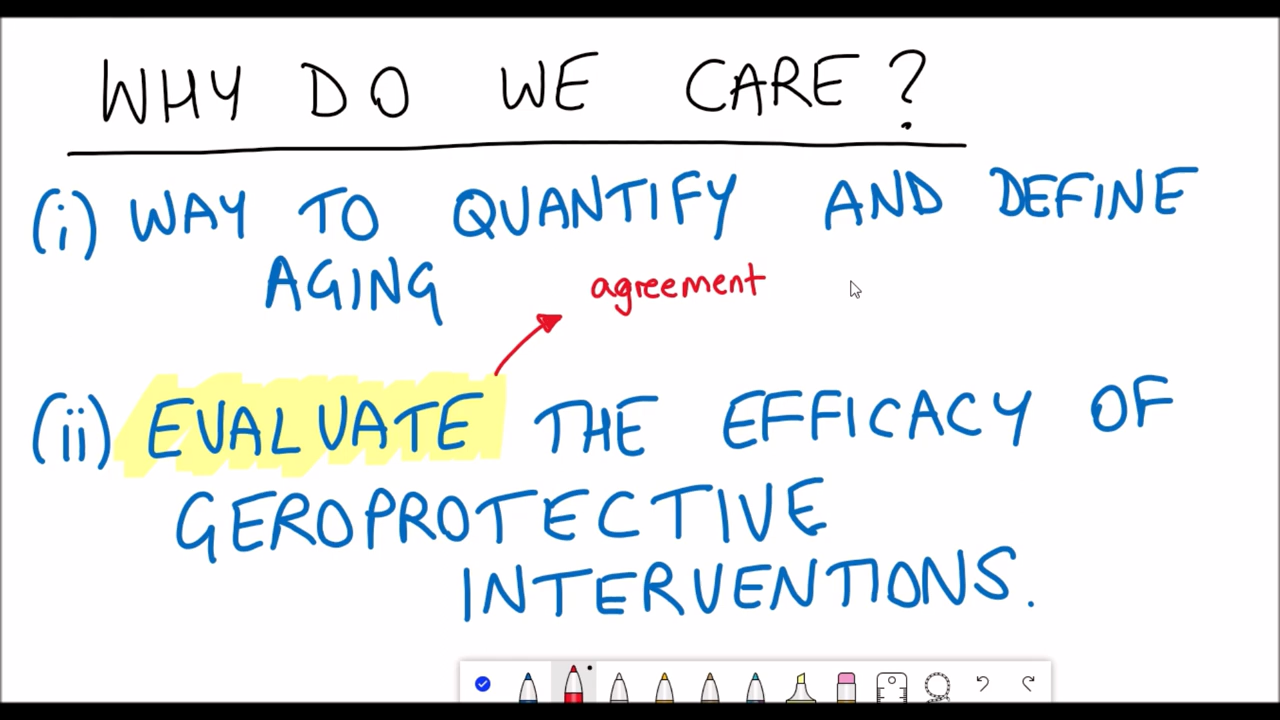 WHY DO WE CARE?
(i) WAY TO QUANTIFY AND DEFINE
AGING
agreement
(ii) EVALUATE THE EFFICACY OF
GEROPROTECTIVE
INTERVENTIONS.